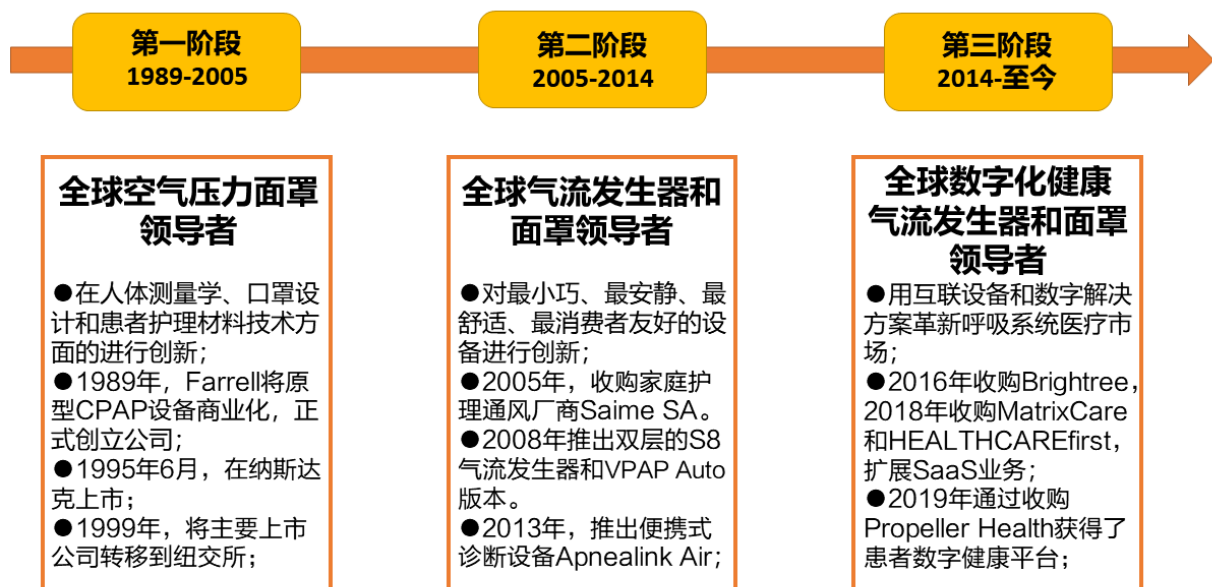 第一阶段
1989-2005
第二阶段
2005-2014
第三阶段
2014-至今
全球空气压力面罩
领导者
●在人体测量学、口罩设
计和患者护理材料技术方
面的进行创新；
●1989年，Farrell将原
型CPAP设备商业化，正
式创立公司；
●1995年6月，在纳斯达
克上市；
●1999年，将主要上市
公司转移到纽交所；
全球气流发生器和
面罩领导者
●对最小巧、最安静、最
舒适、最消费者友好的设
备进行创新；
●2005年，收购家庭护
理通风厂商Saime SA。
●2008年推出双层的S8
气流发生器和VPAP Auto
版本。
●2013年，推出便携式
诊断设备Apnealink Air；
全球数字化健康
气流发生器和面罩
领导者
●用互联设备和数字解决
方案革新呼吸系统医疗市
场；
●2016年收购Brightree，
2018年收购MatrixCare
和HEALTHCAREfirst，
扩展SaaS业务；
●2019年通过收购
Propeller Health获得了
患者数字健康平台；